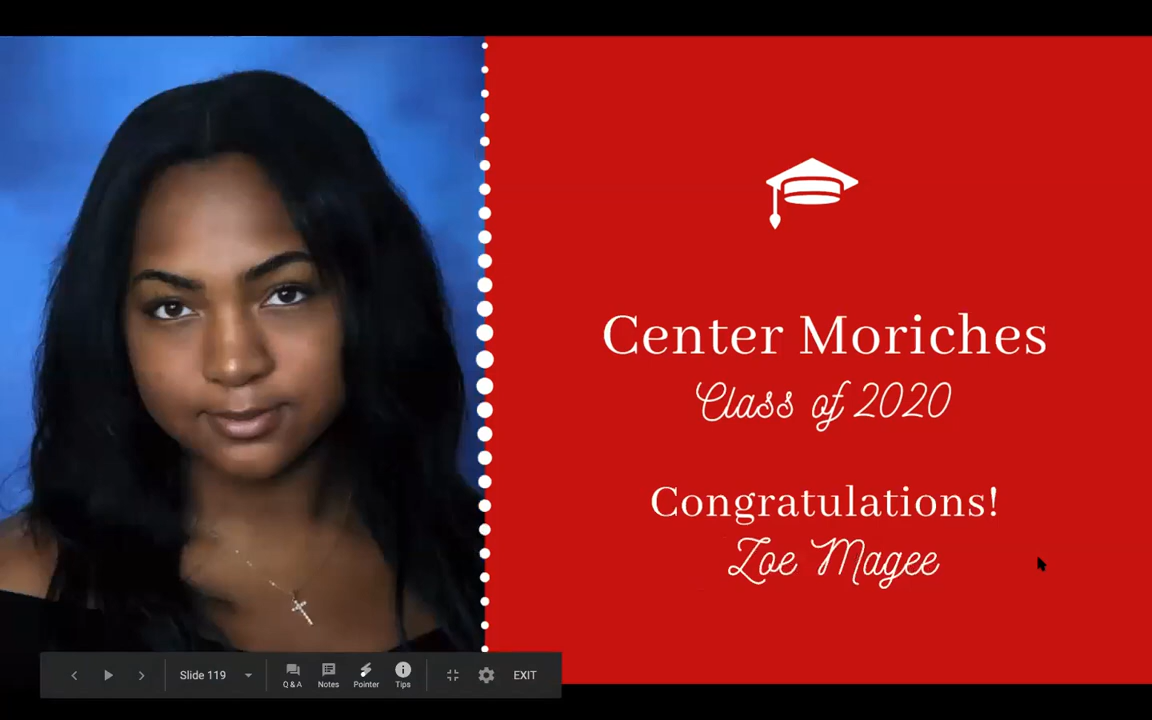 Center Moriches
Class of 2020
Congratulations!
Zoe Magee
Slide 119
Q & A
Notes
Pointer
Tips
EXIT